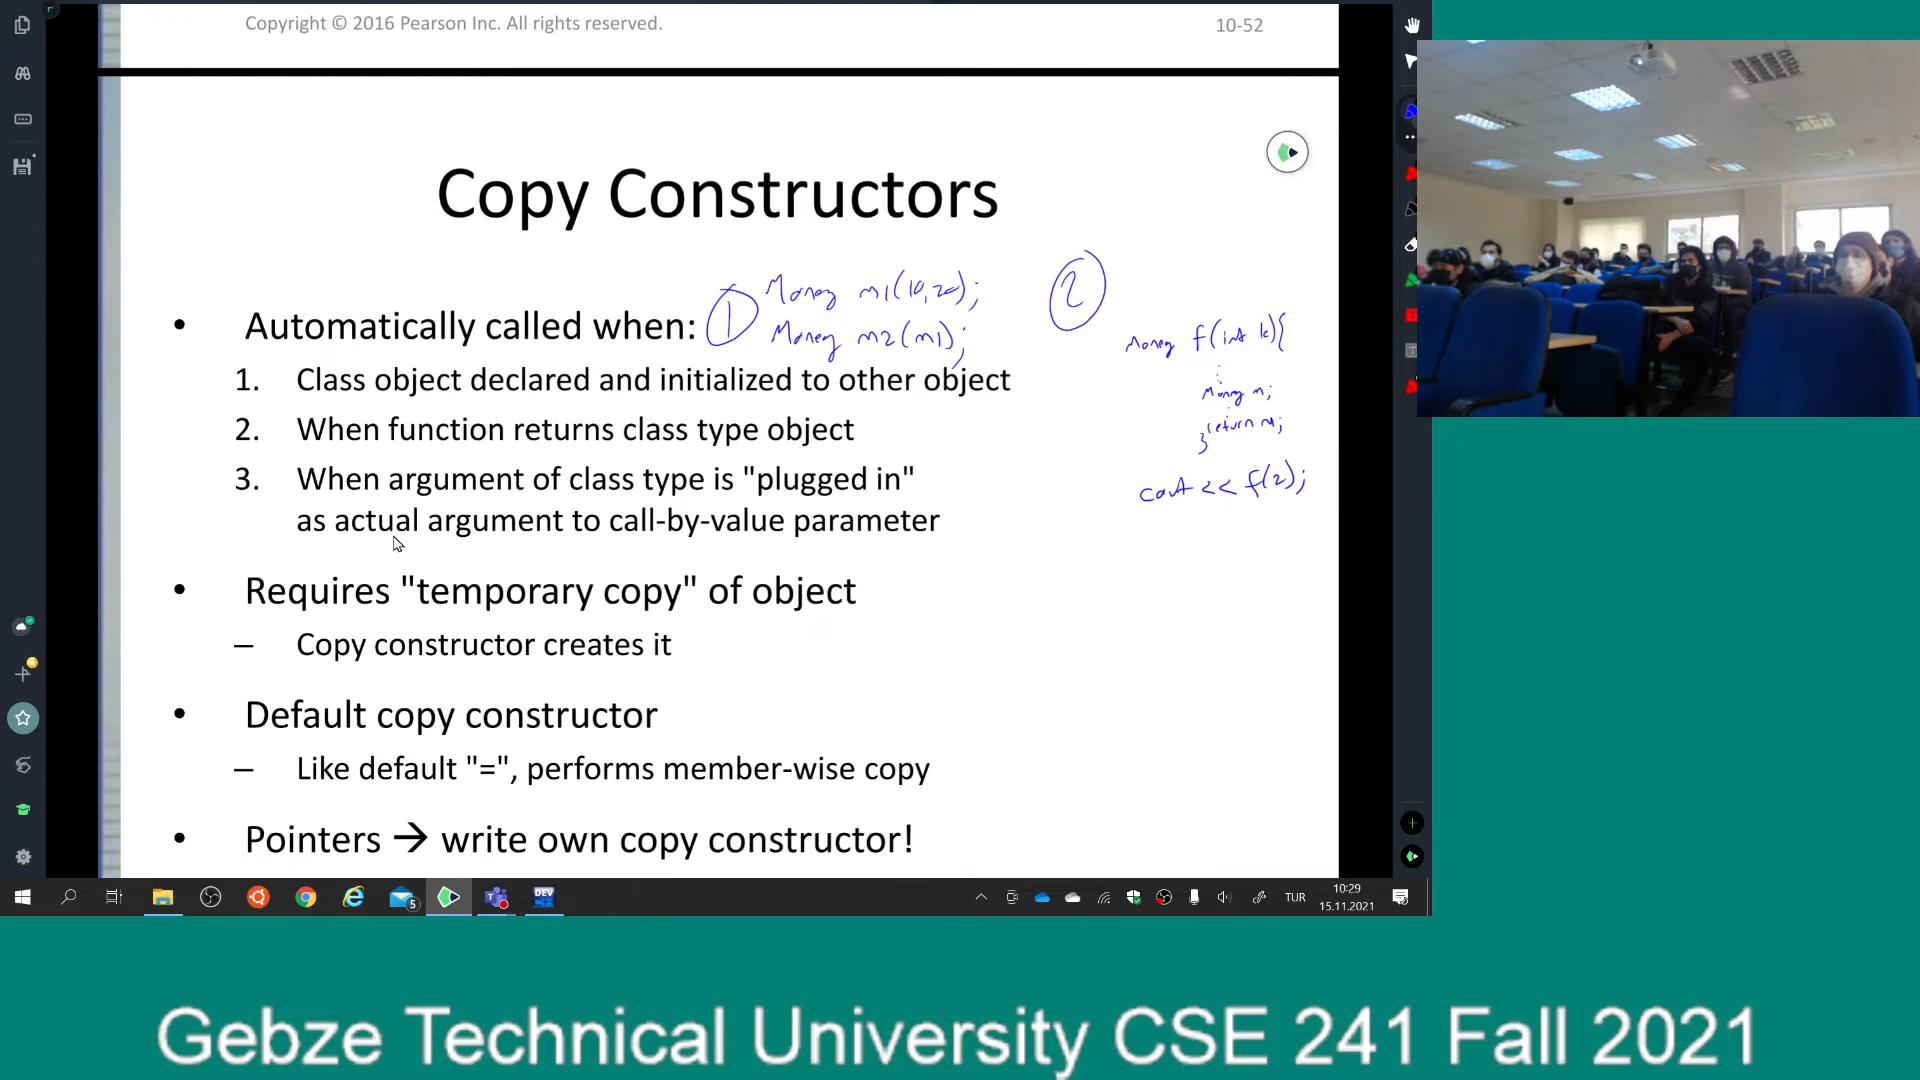 Copyright © 2016 Pearson Inc. All rights reserved.
10-52
Copy Constructors
1
Money m1(10,20);
Money m2(m1);
2
Money f(int k){
⋮
Money m;
return m;
}
cout << f(2);
• Automatically called when:
1. Class object declared and initialized to other object
2. When function returns class type object
3. When argument of class type is "plugged in"
as actual argument to call-by-value parameter
• Requires "temporary copy" of object
– Copy constructor creates it
• Default copy constructor
– Like default "=", performs member-wise copy
• Pointers → write own copy constructor!
5
DEV
TUR
10:29
15.11.2021
Gebze Technical University CSE 241 Fall 2021